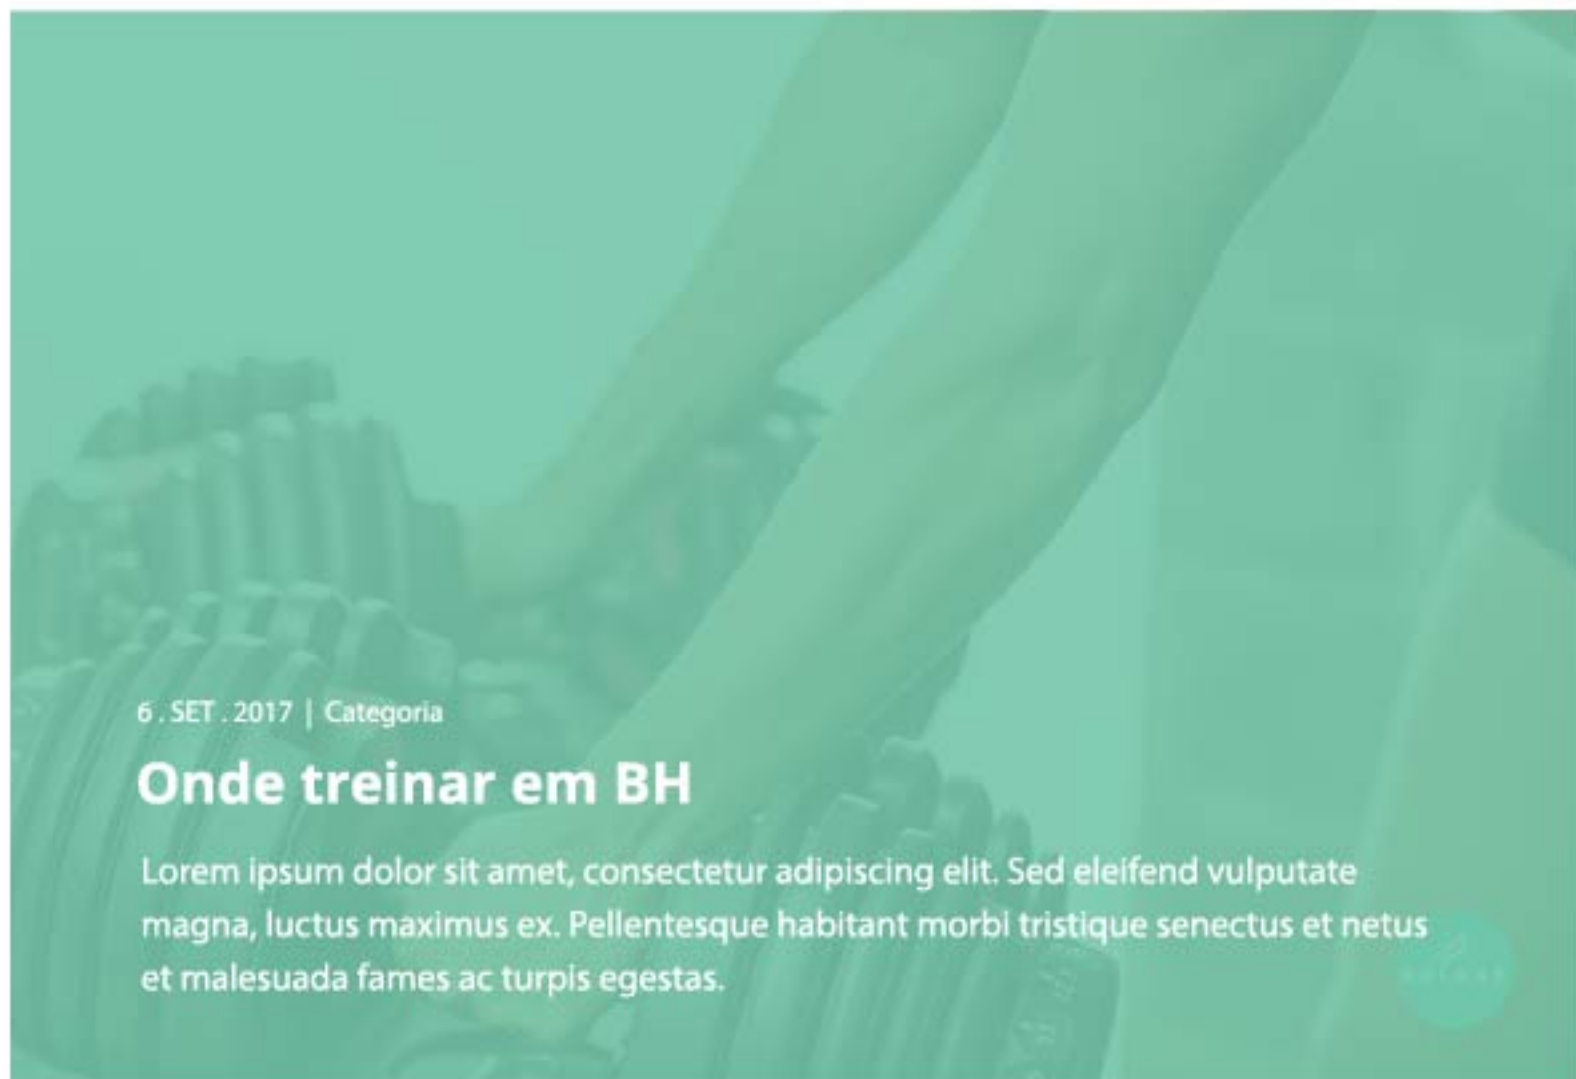 6 . SET . 2017 | Categoria
Onde treinar em BH
Lorem ipsum dolor sit amet, consectetur adipiscing elit. Sed eleifend vulputate
magna, luctus maximus ex. Pellentesque habitant morbi tristique senectus et netus
et malesuada fames ac turpis egestas.